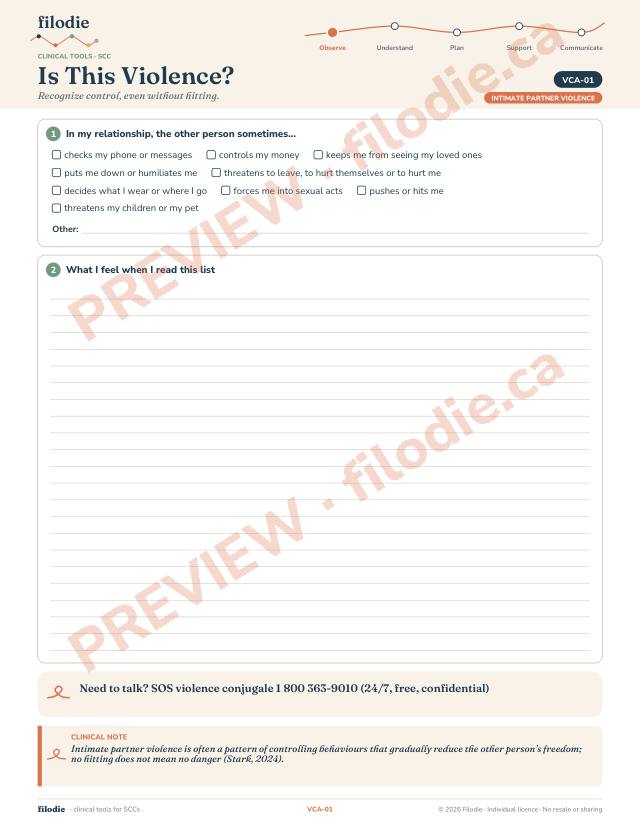 filodie
Observe Understand Plan Support Communicate
CLINICAL TOOLS · SCC
Is This Violence?
Recognize control, even without hitting.
VCA-01
INTIMATE PARTNER VIOLENCE
1 In my relationship, the other person sometimes...
checks my phone or messages controls my money keeps me from seeing my loved ones
puts me down or humiliates me threatens to leave, to hurt themselves or to hurt me
decides what I wear or where I go forces me into sexual acts pushes or hits me
threatens my children or my pet
Other:
PREVIEW · filodie.ca
2 What I feel when I read this list
PREVIEW · filodie.ca
Need to talk? SOS violence conjugale 1 800 363-9010 (24/7, free, confidential)
CLINICAL NOTE
Intimate partner violence is often a pattern of controlling behaviours that gradually reduce the other person's freedom;
no hitting does not mean no danger (Stark, 2024).
filodie · clinical tools for SCCs VCA-01 © 2026 Filodie · Individual licence · No resale or sharing